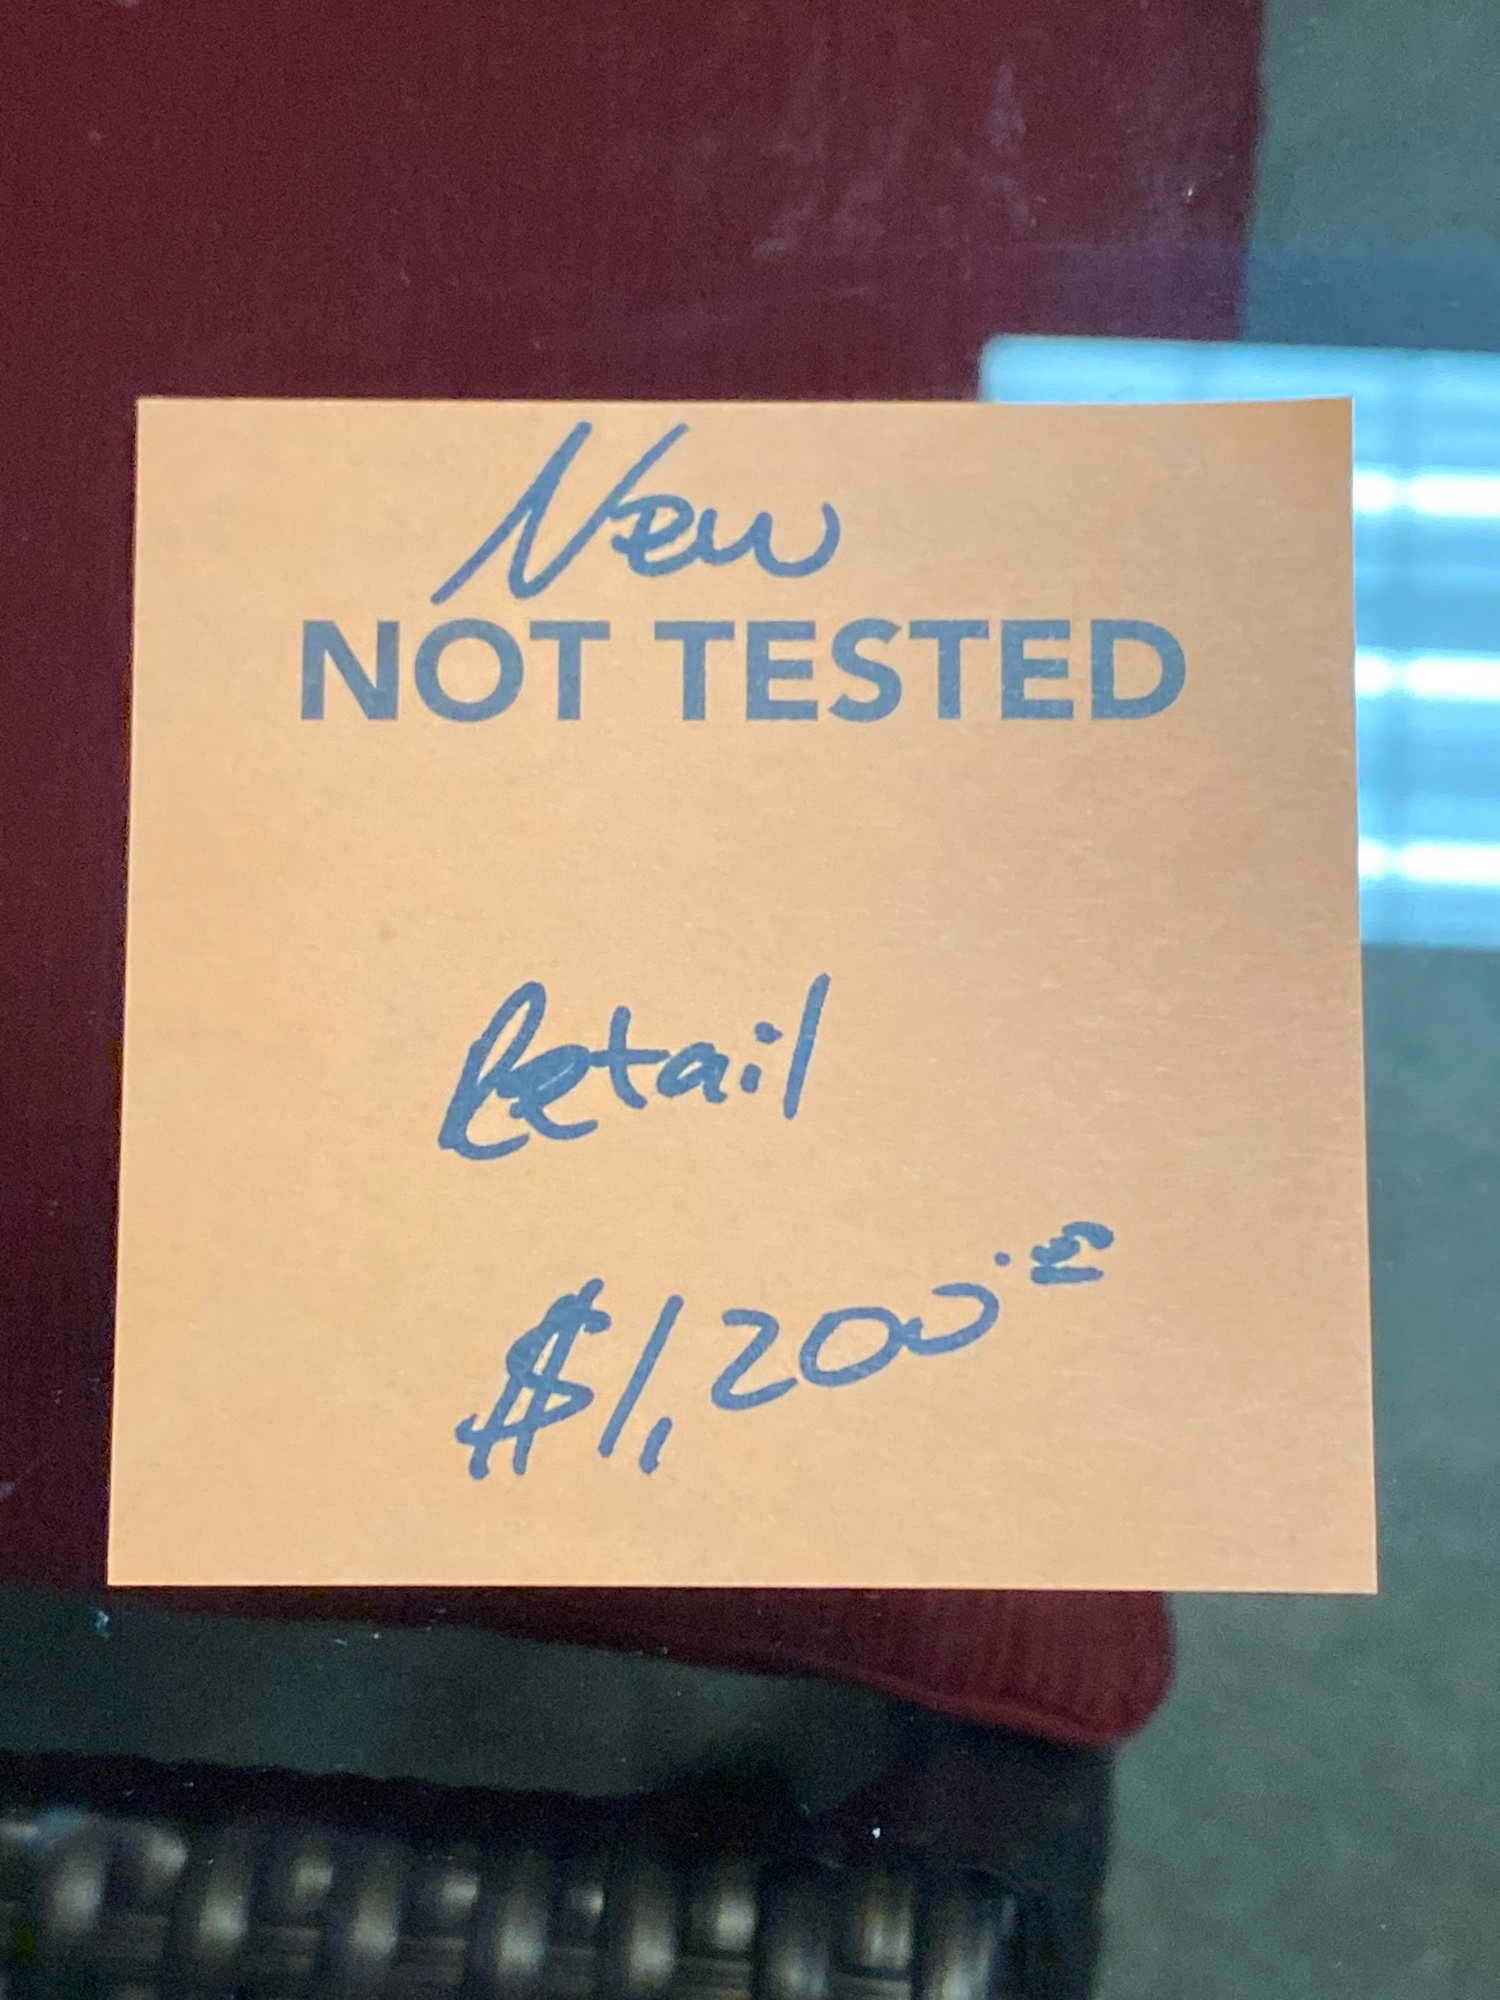 New
NOT TESTED
Retail
$1,200.00